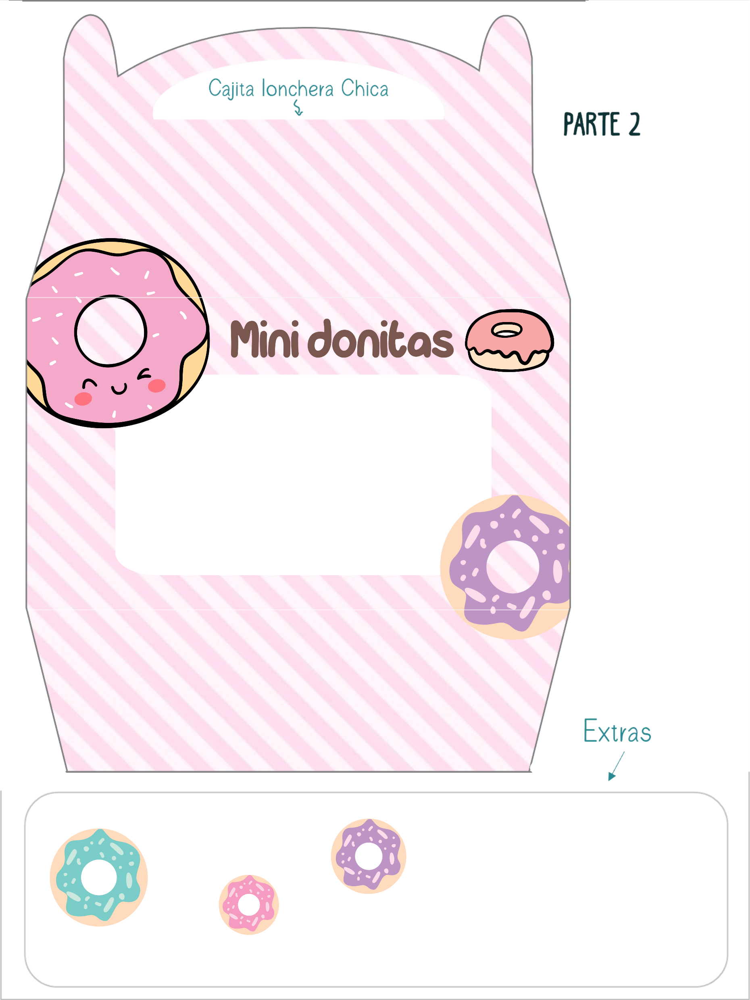 Cajita lonchera Chica
PARTE 2
Mini donitas
Extras